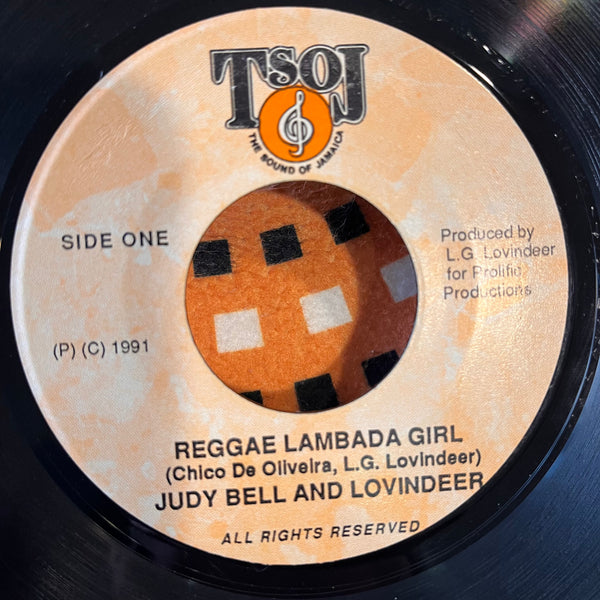 TSOJ
THE SOUND OF JAMAICA
SIDE ONE
Produced by
L.G. Lovindeer
for Prolific
Productions
(P) (C) 1991
REGGAE LAMBADA GIRL
(Chico De Oliveira, L.G. Lovindeer)
JUDY BELL AND LOVINDEER
ALL RIGHTS RESERVED